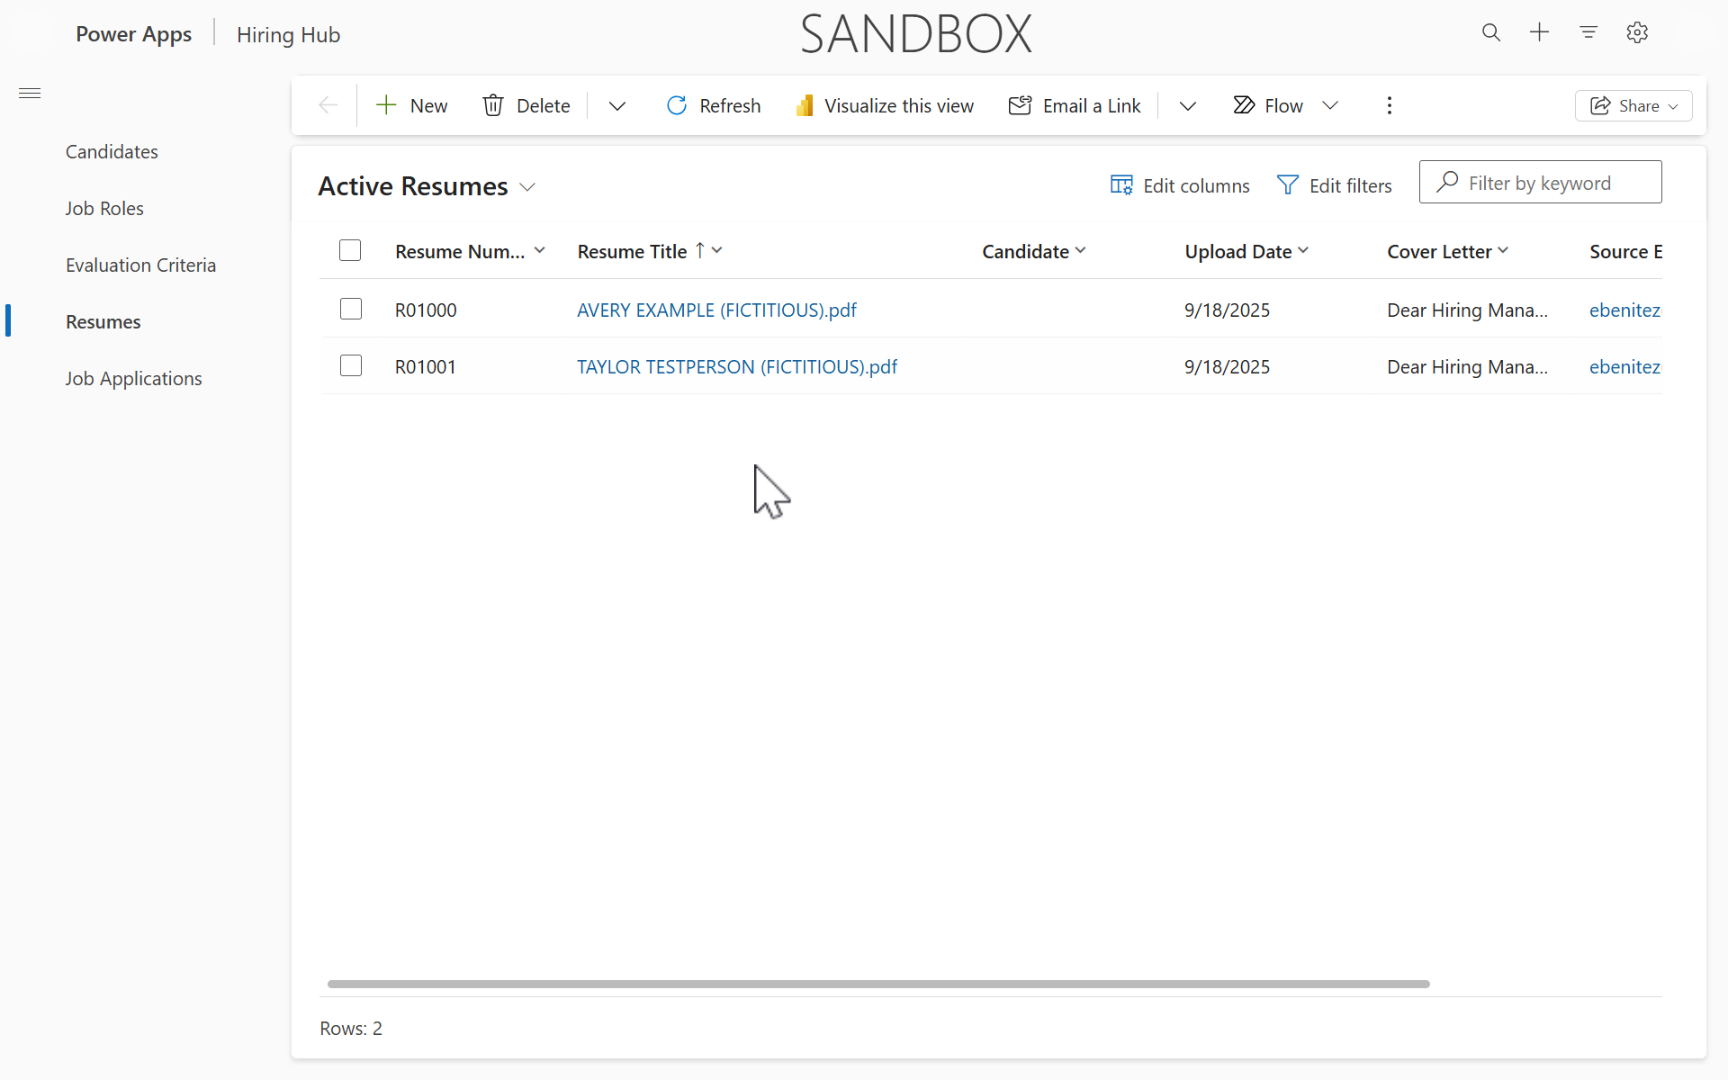 Power Apps Hiring Hub SANDBOX
New Delete Refresh Visualize this view Email a Link Flow Share
Candidates
Job Roles
Evaluation Criteria
Resumes
Job Applications
Active Resumes Edit columns Edit filters Filter by keyword
Resume Num... Resume Title ↑ Candidate Upload Date Cover Letter Source E
R01000 AVERY EXAMPLE (FICTITIOUS).pdf 9/18/2025 Dear Hiring Mana... ebenitez
R01001 TAYLOR TESTPERSON (FICTITIOUS).pdf 9/18/2025 Dear Hiring Mana... ebenitez
Rows: 2